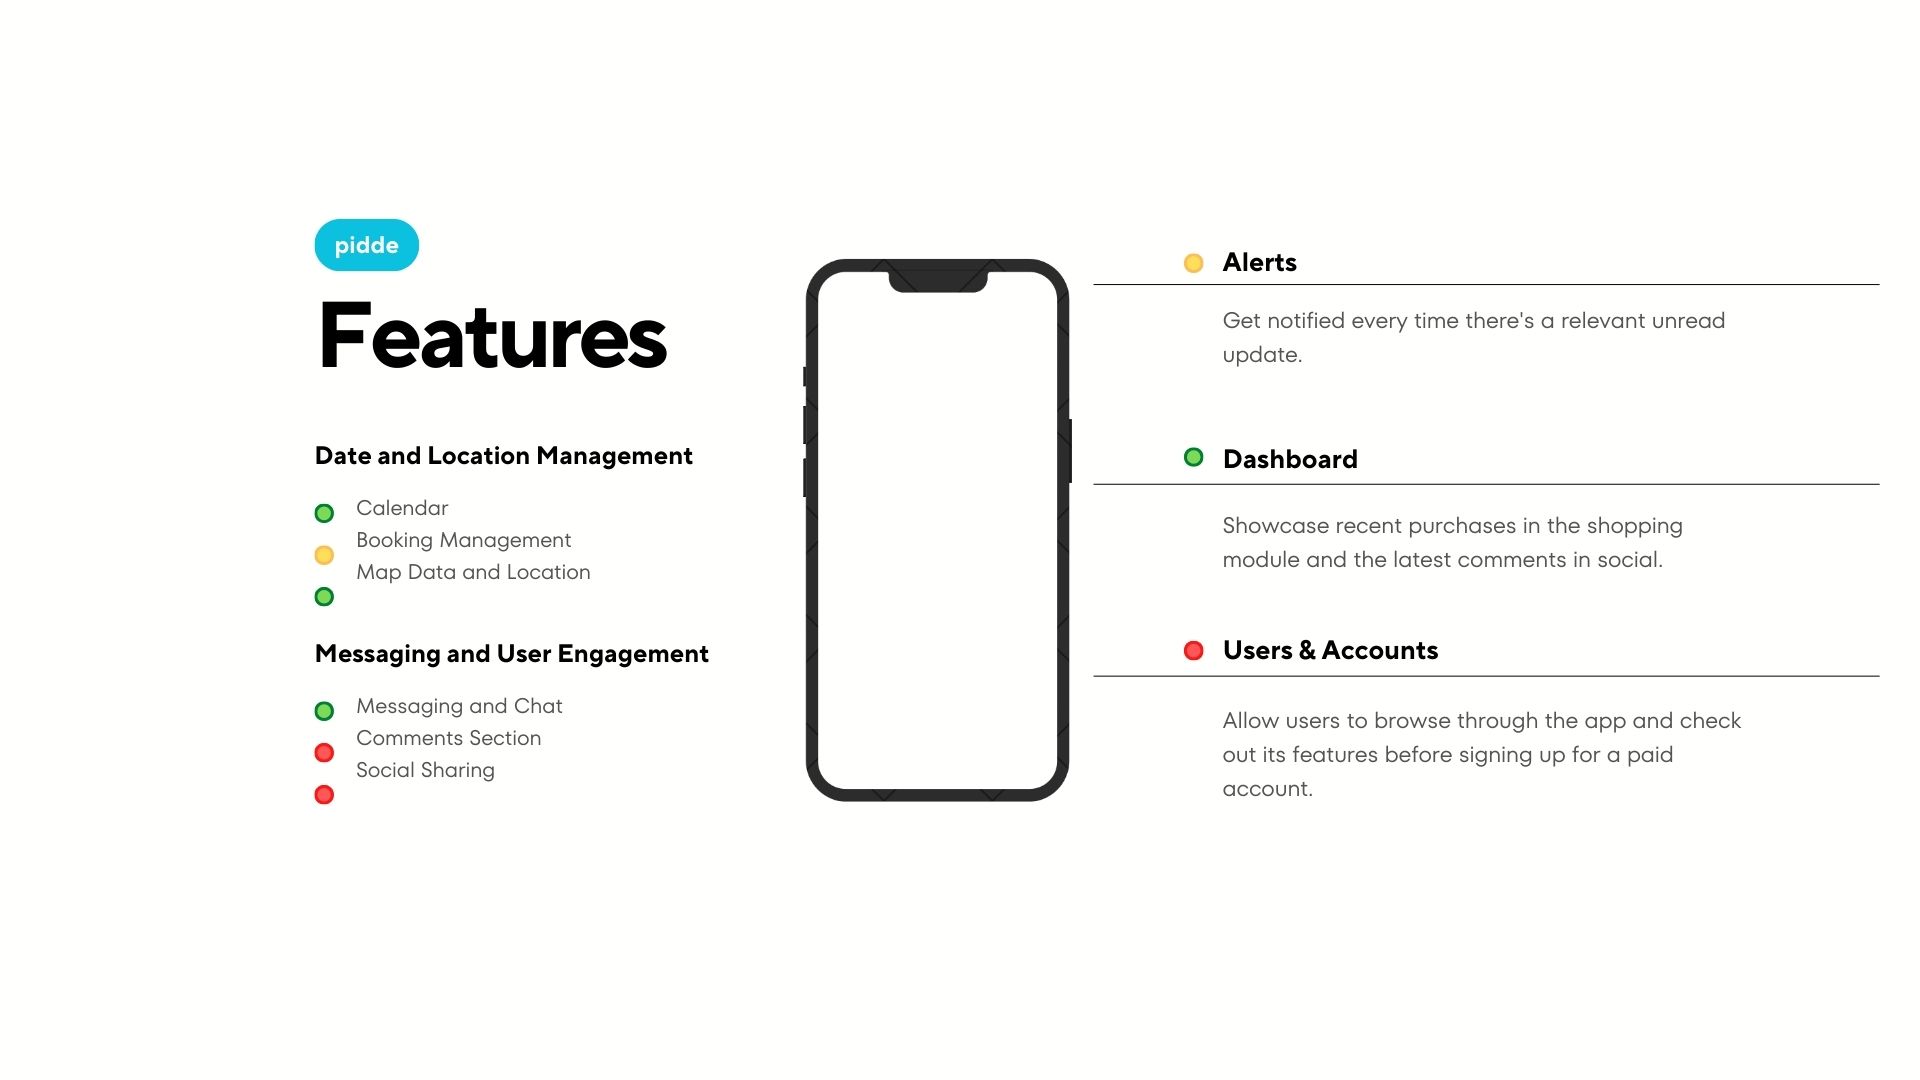 pidde
Features
Date and Location Management
Calendar
Booking Management
Map Data and Location
Messaging and User Engagement
Messaging and Chat
Comments Section
Social Sharing
Alerts
Get notified every time there's a relevant unread
update.
Dashboard
Showcase recent purchases in the shopping
module and the latest comments in social.
Users & Accounts
Allow users to browse through the app and check
out its features before signing up for a paid
account.